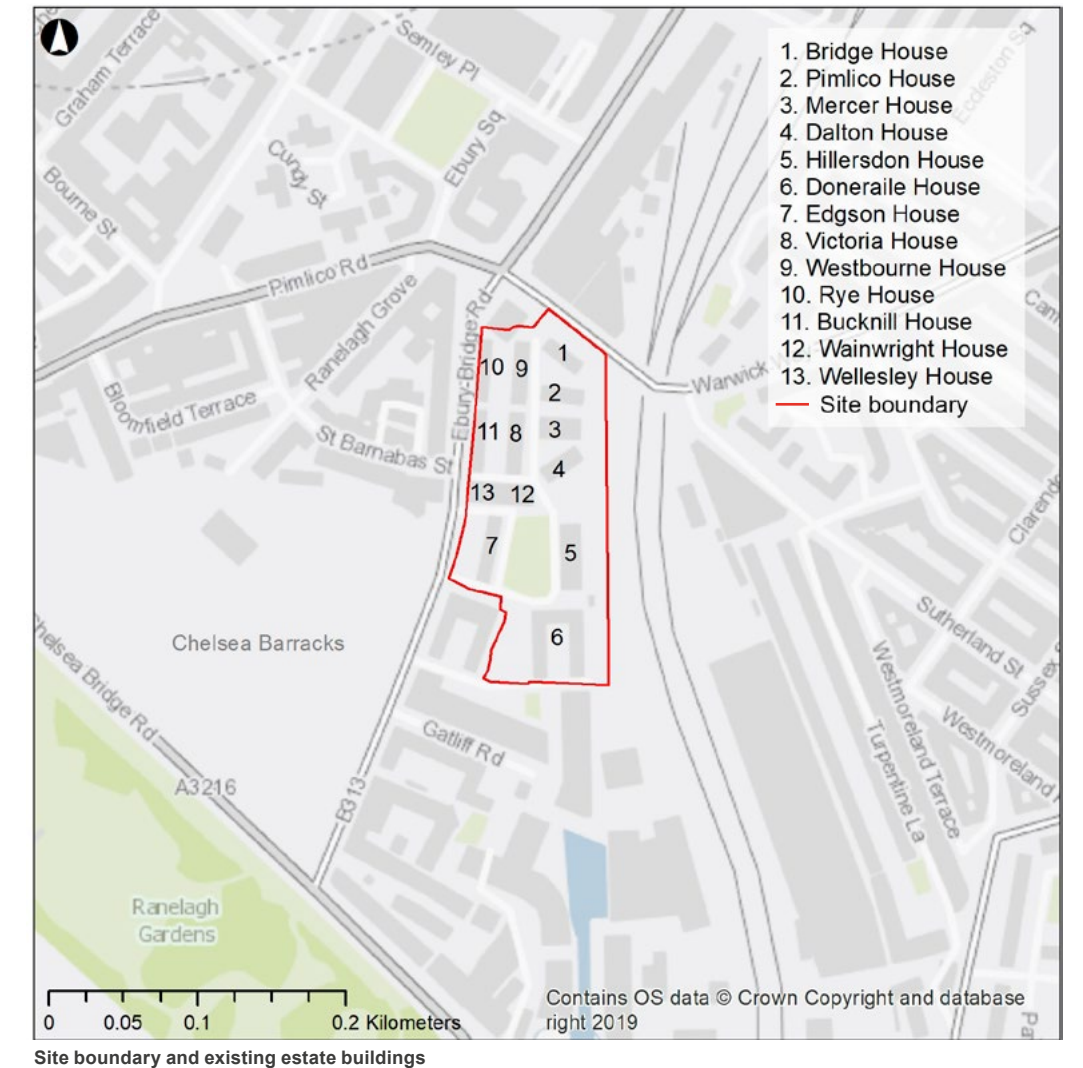 Semley Pl
Graham Terrace
Ebury Sq
Cundy St
Bourne St
Pimlico Rd
Ranelagh Grove
Ebury Bridge Rd
Bloomfield Terrace
St Barnabas St
Warwick
Eccleston Sq
1. Bridge House
2. Pimlico House
3. Mercer House
4. Dalton House
5. Hillersdon House
6. Doneraile House
7. Edgson House
8. Victoria House
9. Westbourne House
10. Rye House
11. Bucknill House
12. Wainwright House
13. Wellesley House
Site boundary
1
10 9
2
11 8 3
4
13 12
7
5
6
Chelsea Barracks
Chelsea Bridge Rd
A3216
B313
Gatliff Rd
Sutherland St
Westmoreland Terrace
Turpentine La
Westmoreland
Sussex
Clarende
Cam
Ranelagh
Gardens
0 0.05 0.1 0.2 Kilometers
Contains OS data © Crown Copyright and database
right 2019
Site boundary and existing estate buildings